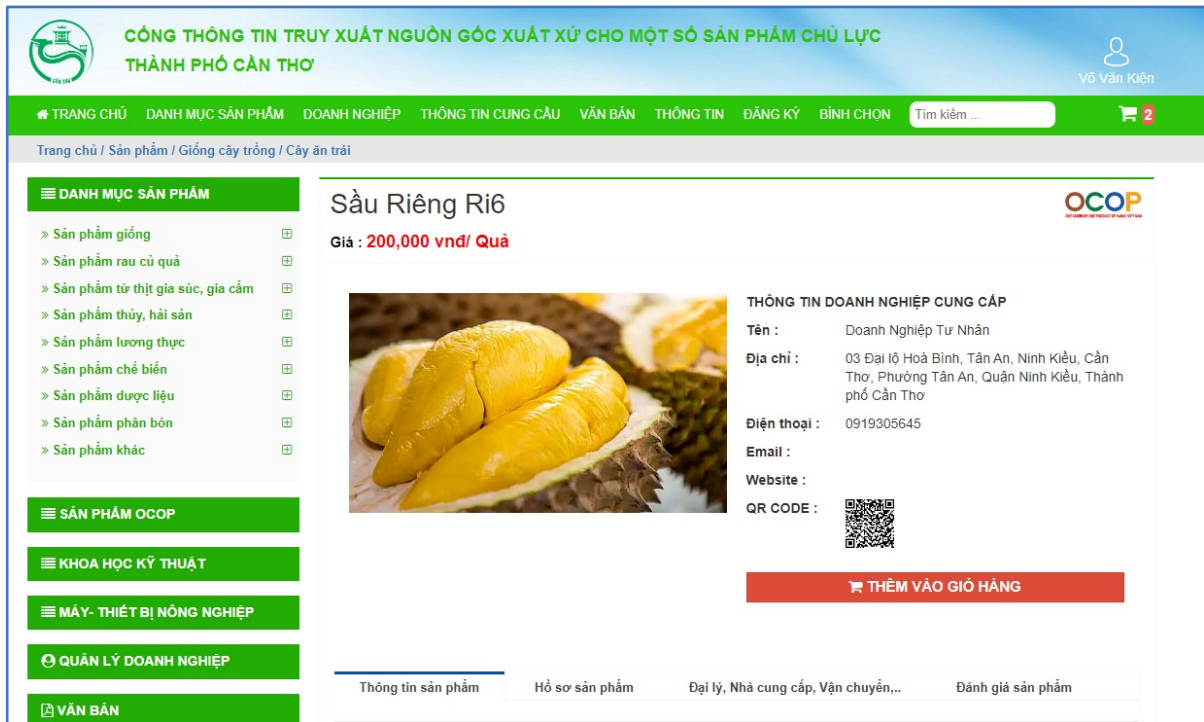 CỔNG THÔNG TIN TRUY XUẤT NGUỒN GỐC XUẤT XỨ CHO MỘT SỐ SẢN PHẨM CHỦ LỰC
THÀNH PHỐ CẦN THƠ
CẦN THƠ
Võ Văn Kiện
TRANG CHỦ DANH MỤC SẢN PHẨM DOANH NGHIỆP THÔNG TIN CUNG CẦU VĂN BẢN THÔNG TIN ĐĂNG KÝ BÌNH CHỌN Tìm kiếm ... 2
Trang chủ / Sản phẩm / Giống cây trồng / Cây ăn trái
DANH MỤC SẢN PHẨM
» Sản phẩm giống
» Sản phẩm rau củ quả
» Sản phẩm từ thịt gia súc, gia cầm
» Sản phẩm thủy, hải sản
» Sản phẩm lương thực
» Sản phẩm chế biến
» Sản phẩm dược liệu
» Sản phẩm phân bón
» Sản phẩm khác
SẢN PHẨM OCOP
KHOA HỌC KỸ THUẬT
MÁY- THIẾT BỊ NÔNG NGHIỆP
QUẢN LÝ DOANH NGHIỆP
VĂN BẢN
Sầu Riêng Ri6
OCOP
Giá : 200,000 vnd/ Quả
THÔNG TIN DOANH NGHIỆP CUNG CẤP
Tên : Doanh Nghiệp Tư Nhân
Địa chỉ : 03 Đại lộ Hoà Bình, Tân An, Ninh Kiều, Cần
Thơ, Phường Tân An, Quận Ninh Kiều, Thành
phố Cần Thơ
Điện thoại : 0919305645
Email :
Website :
QR CODE :
THÊM VÀO GIỎ HÀNG
Thông tin sản phẩm Hồ sơ sản phẩm Đại lý, Nhà cung cấp, Vận chuyển,.. Đánh giá sản phẩm